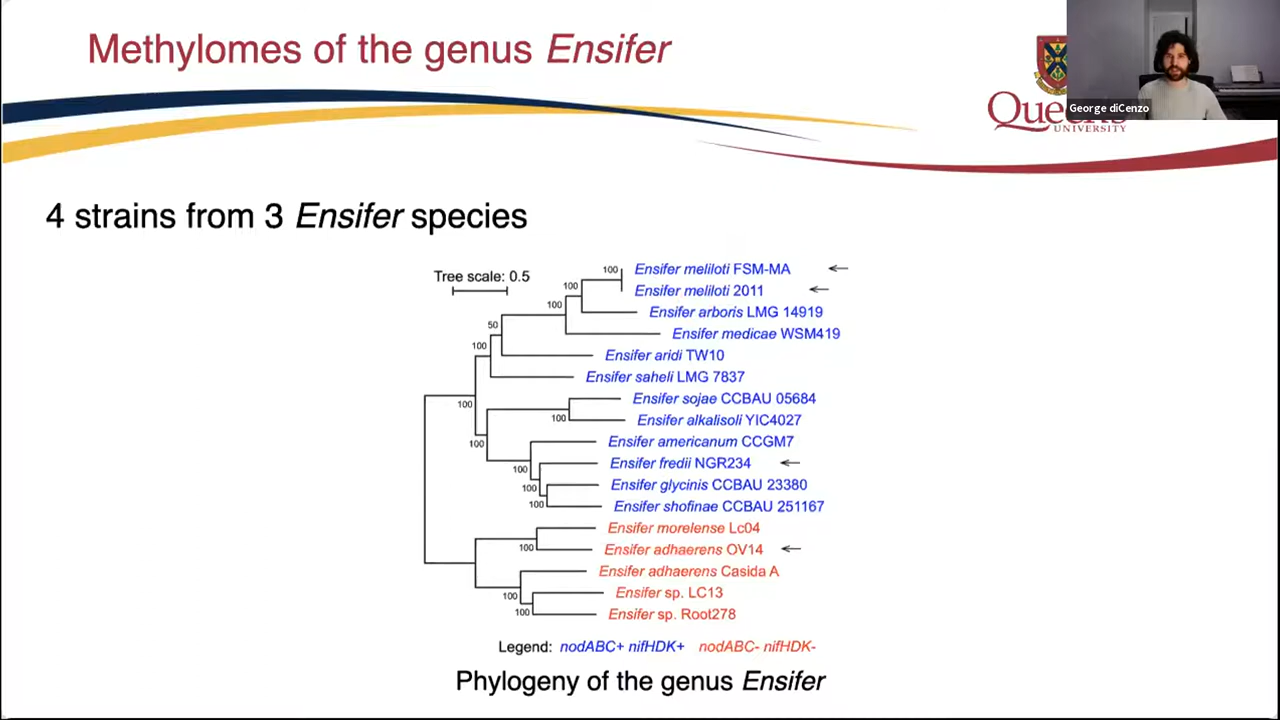 Methylomes of the genus Ensifer
George diCenzo
UNIVERSITY
4 strains from 3 Ensifer species
Tree scale: 0.5
100
Ensifer meliloti FSM-MA
100
Ensifer meliloti 2011
100
Ensifer arboris LMG 14919
50
Ensifer medicae WSM419
100
Ensifer aridi TW10
Ensifer saheli LMG 7837
100
Ensifer sojae CCBAU 05684
100
Ensifer alkalisoli YIC4027
100
Ensifer americanum CCGM7
100
Ensifer fredii NGR234
100
Ensifer glycinis CCBAU 23380
100
Ensifer shofinae CCBAU 251167
Ensifer morelense Lc04
100
Ensifer adhaerens OV14
Ensifer adhaerens Casida A
100
Ensifer sp. LC13
100
Ensifer sp. Root278
Legend: nodABC+ nifHDK+ nodABC- nifHDK-
Phylogeny of the genus Ensifer